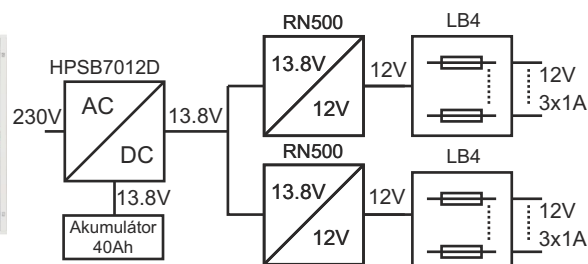 RN500
LB4
HPSB7012D
13.8V
12V
12V
12V
3x1A
230V
AC
DC
13.8V
13.8V
Akumulátor
40Ah
RN500
LB4
13.8V
12V
12V
12V
3x1A